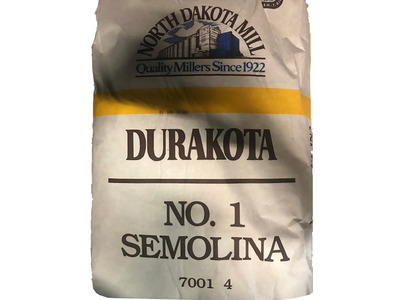 NORTH DAKOTA MILL
Quality Millers Since 1922
DURAKOTA
NO. 1
SEMOLINA
7001 4